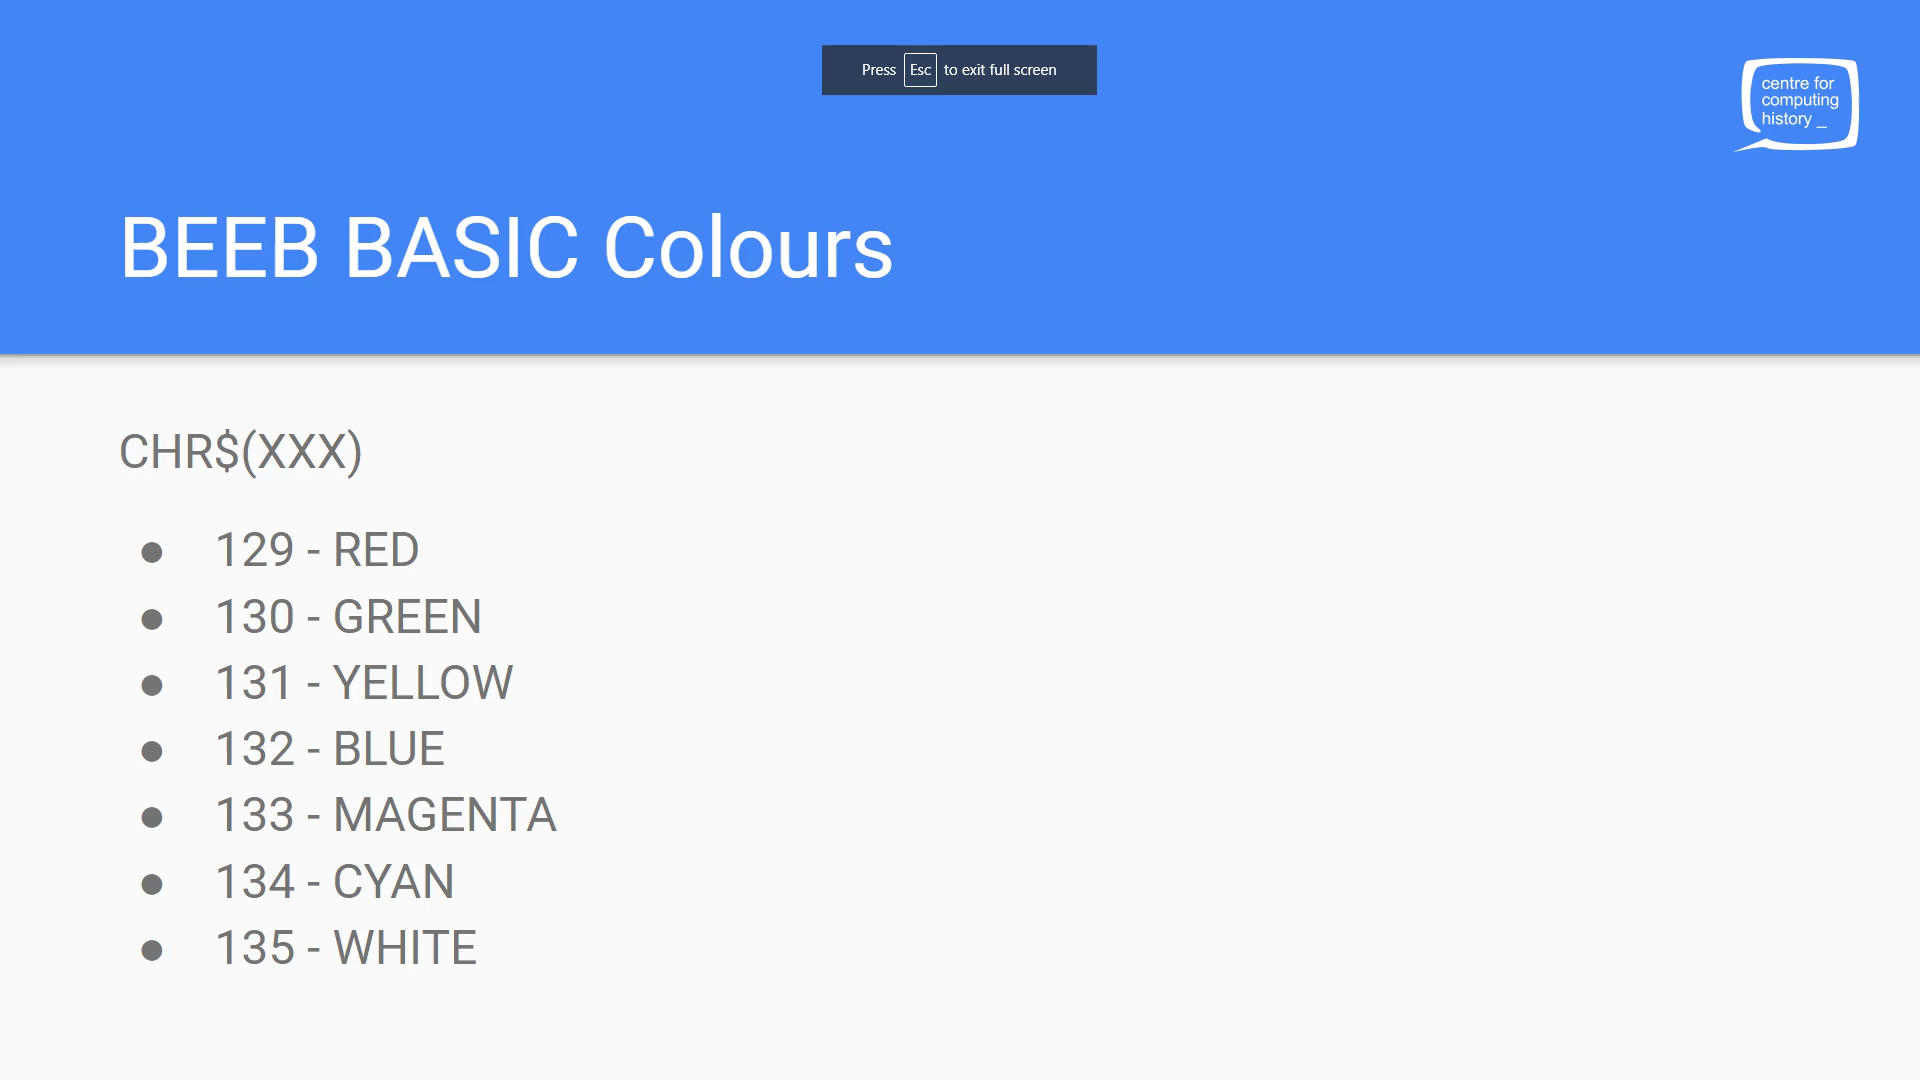 Press Esc to exit full screen
centre for
computing
history _
BEEB BASIC Colours
CHR$(XXX)
● 129 - RED
● 130 - GREEN
● 131 - YELLOW
● 132 - BLUE
● 133 - MAGENTA
● 134 - CYAN
● 135 - WHITE